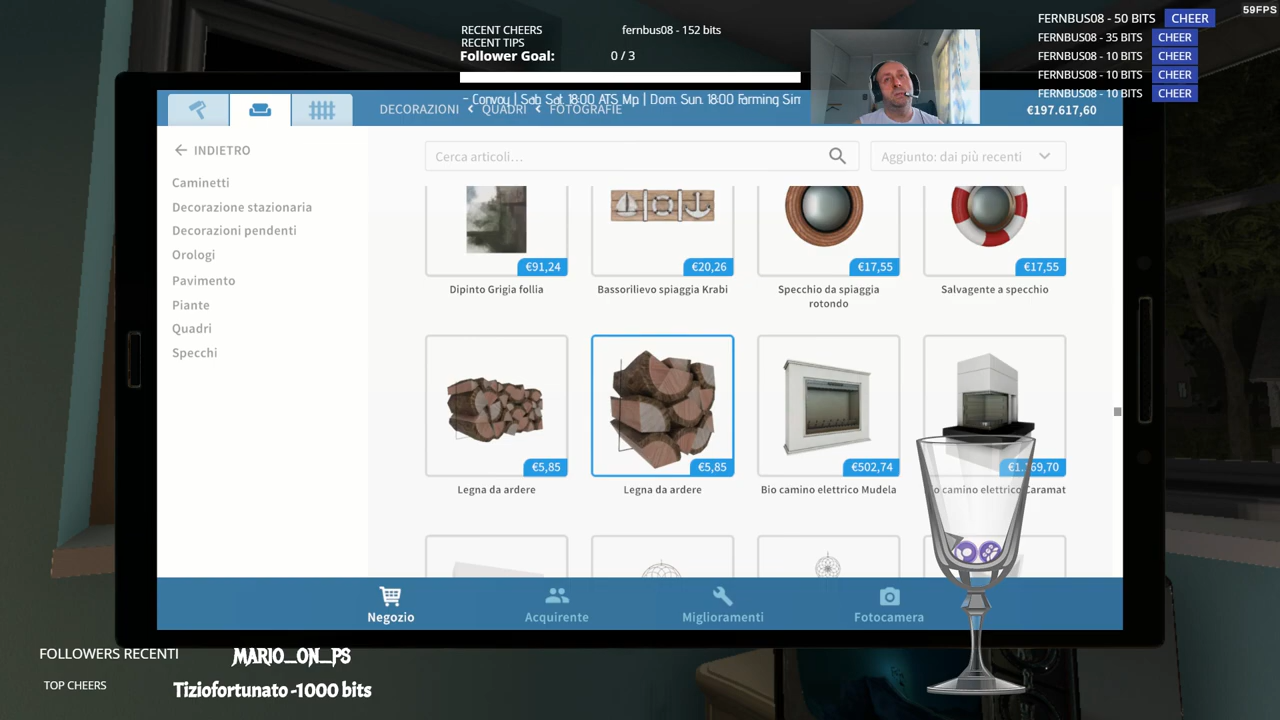 59FPS
RECENT CHEERS
fernbus08 - 152 bits
RECENT TIPS
Follower Goal:
0 / 3
FERNBUS08 - 50 BITS CHEER
FERNBUS08 - 35 BITS CHEER
FERNBUS08 - 10 BITS CHEER
FERNBUS08 - 10 BITS CHEER
FERNBUS08 - 10 BITS CHEER
- Convoy | Sab Sat 18:00 ATS Mp | Dom. Sun. 18:00 Farming Sim
DECORAZIONI < QUADRI < FOTOGRAFIE
€197.617,60
INDIETRO
Cerca articoli...
Aggiunto: dai più recenti
Caminetti
Decorazione stazionaria
Decorazioni pendenti
Orologi
Pavimento
Piante
Quadri
Specchi
€91,24
€20,26
€17,55
€17,55
Dipinto Grigia follia
Bassorilievo spiaggia Krabi
Specchio da spiaggia rotondo
Salvagente a specchio
€5,85
€5,85
€502,74
Legna da ardere
Legna da ardere
Bio camino elettrico Mudela
camino elettrico Caramat
Negozio
Acquirente
Miglioramenti
Fotocamera
FOLLOWERS RECENTI
MARIO_ON_PS
TOP CHEERS
Tiziofortunato -1000 bits